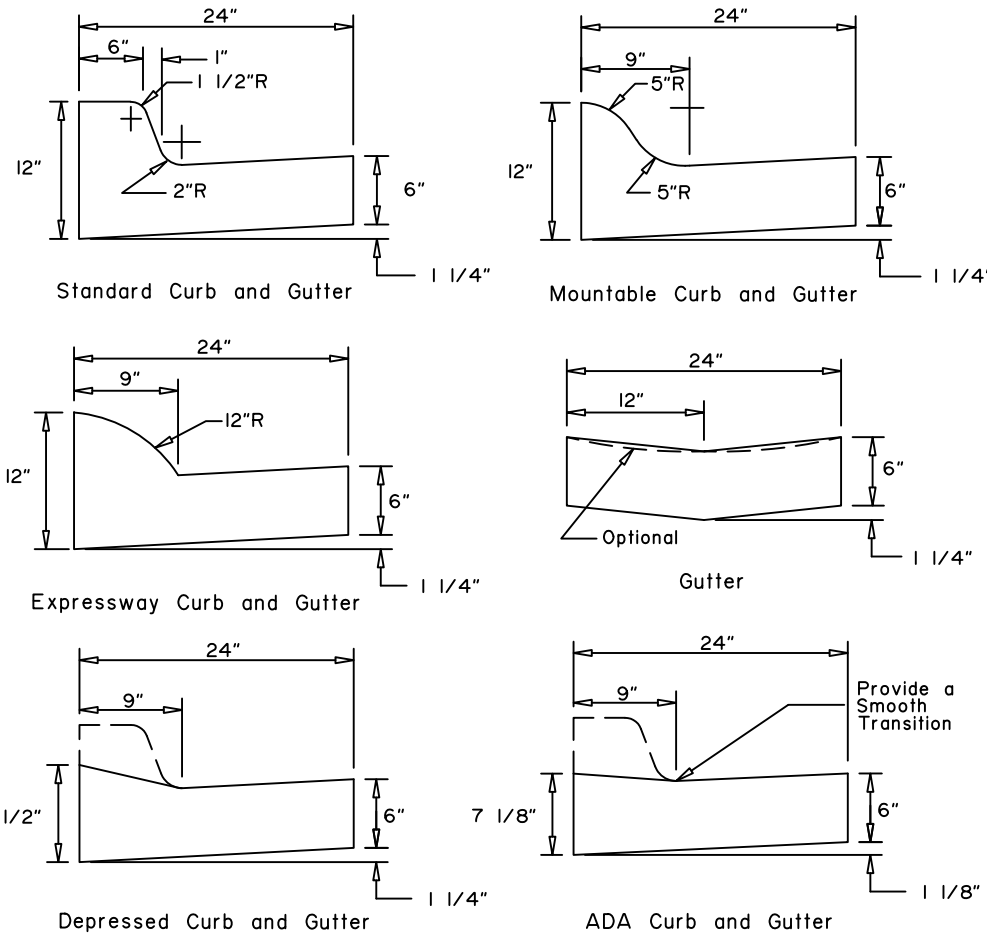 24"
6"
1"
1 1/2"R
12"
2"R
6"
1 1/4"
Standard Curb and Gutter
24"
9"
5"R
12"
5"R
6"
1 1/4"
Mountable Curb and Gutter
24"
9"
12"R
12"
6"
1 1/4"
Expressway Curb and Gutter
24"
12"
6"
Optional
1 1/4"
Gutter
24"
9"
1/2"
6"
1 1/4"
Depressed Curb and Gutter
24"
9"
Provide a
Smooth
Transition
7 1/8"
6"
1 1/8"
ADA Curb and Gutter